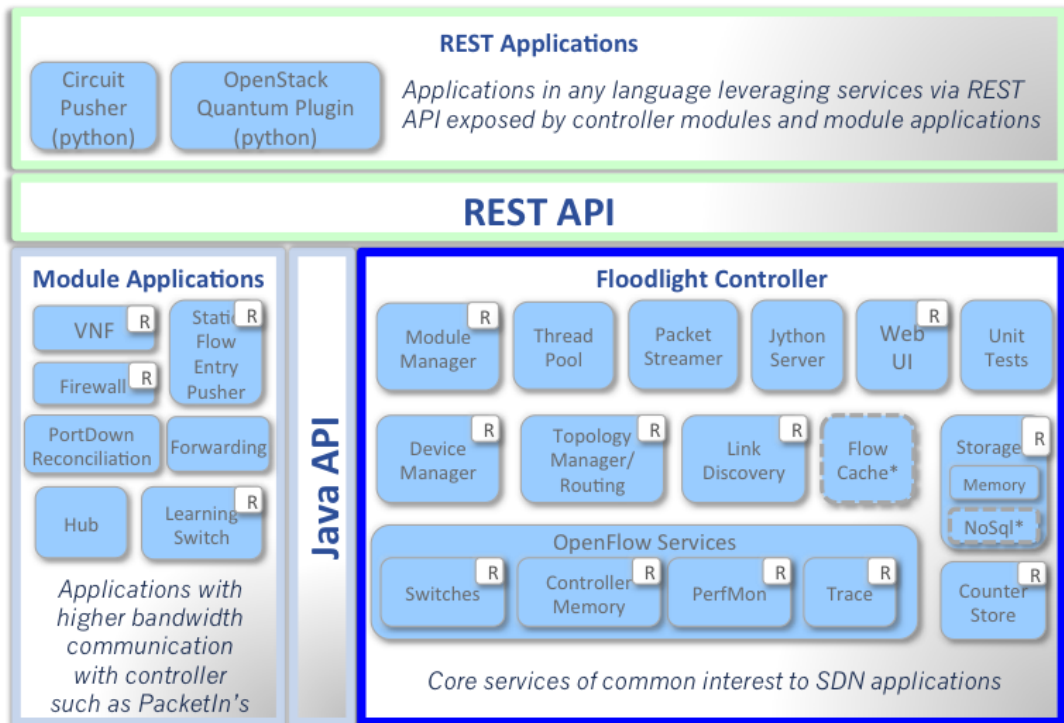 REST Applications
Circuit
Pusher
(python)
OpenStack
Quantum Plugin
(python)
Applications in any language leveraging services via REST
API exposed by controller modules and module applications
REST API
Module Applications
VNF
R
Static
Flow
Entry
Pusher
R
Firewall
R
PortDown
Reconciliation
Forwarding
Hub
Learning
Switch
R
Applications with
higher bandwidth
communication
with controller
such as PacketIn's
Java API
Floodlight Controller
Module
Manager
R
Thread
Pool
Packet
Streamer
Jython
Server
Web
UI
R
Unit
Tests
Device
Manager
R
Topology
Manager/
Routing
R
Link
Discovery
R
Flow
Cache*
Storage
R
Memory
NoSql*
OpenFlow Services
Switches
R
Controller
Memory
R
PerfMon
R
Trace
R
Counter
Store
R
Core services of common interest to SDN applications